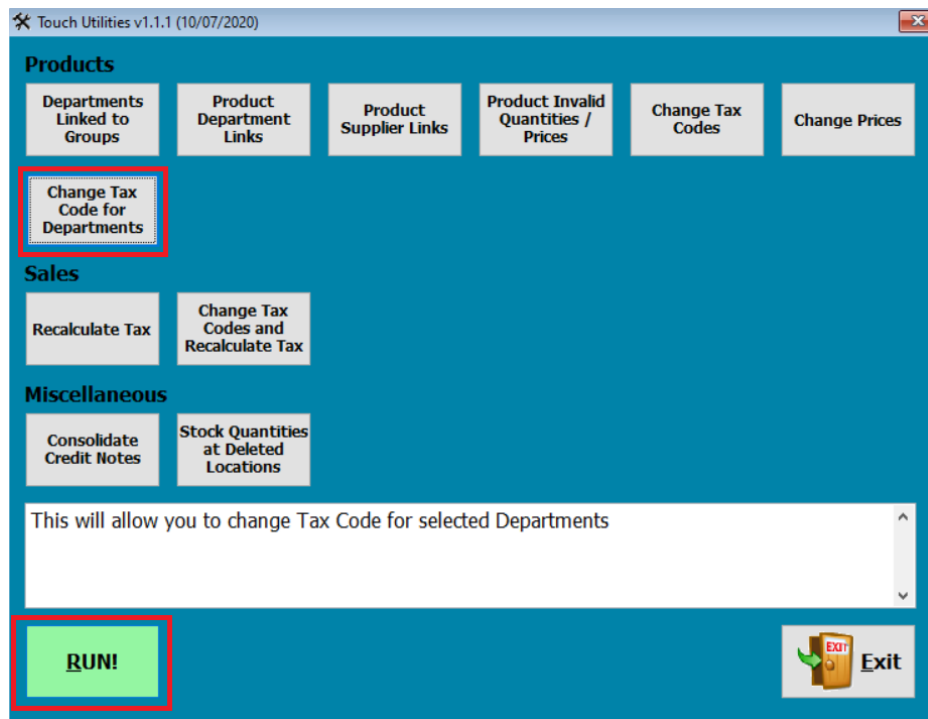 Touch Utilities v1.1.1 (10/07/2020)
Products
Departments
Linked to
Groups
Product
Department
Links
Product
Supplier Links
Product Invalid
Quantities /
Prices
Change Tax
Codes
Change Prices
Change Tax
Code for
Departments
Sales
Recalculate Tax
Change Tax
Codes and
Recalculate Tax
Miscellaneous
Consolidate
Credit Notes
Stock Quantities
at Deleted
Locations
This will allow you to change Tax Code for selected Departments
RUN!
EXIT
Exit